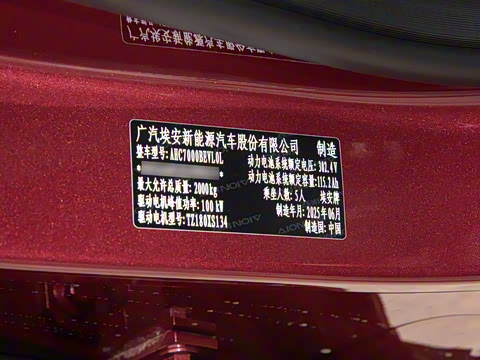 广汽埃安新能源汽车股份有限公司 制造
整车型号:AHC7000BEVL0L 动力电池系统额定电压:302.4V
动力电池系统额定容量:115.2Ah
最大允许总质量:2000kg 乘坐人数:5人 埃安牌
驱动电机峰值功率:100kW 制造年月:2025年06月
驱动电机型号:TZ180XS134 制造国:中国